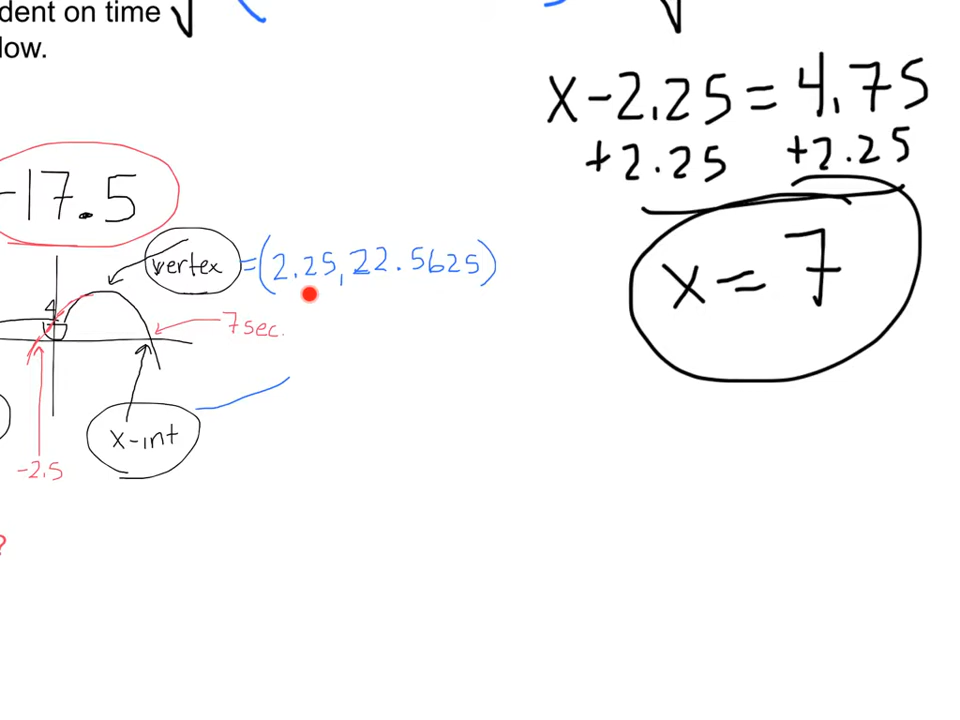 dent on time √
low.
x-2.25=4.75
+2.25 +2.25
x=7
-17.5
vertex =(2.25,22.5625)
4
7 sec.
x-int
-2.5
?